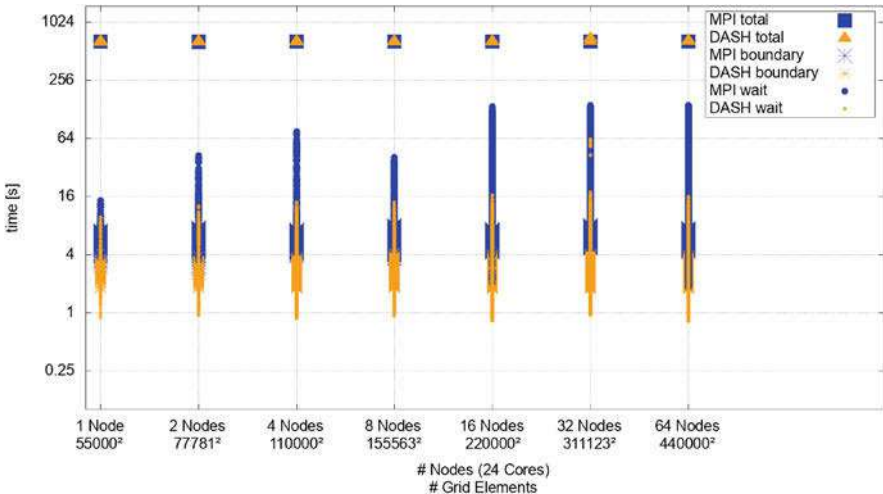 1024
256
64
16
4
1
0.25
time [s]
MPI total
DASH total
MPI boundary
DASH boundary
MPI wait
DASH wait
1 Node 2 Nodes 4 Nodes 8 Nodes 16 Nodes 32 Nodes 64 Nodes
55000² 77781² 110000² 155563² 220000² 311123² 440000²
# Nodes (24 Cores)
# Grid Elements